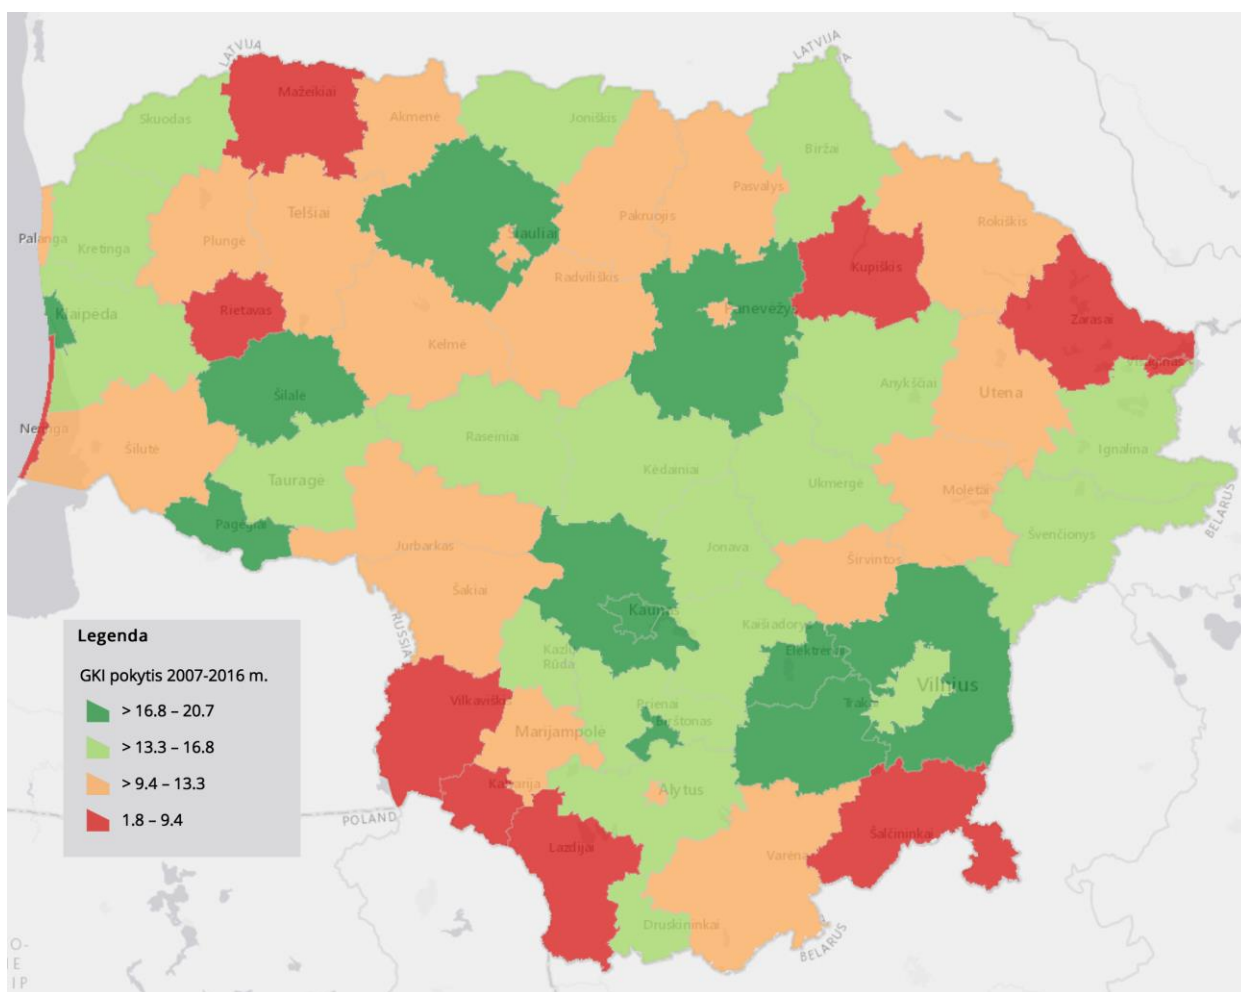 LATVIJA
LATVIJA
Mažeikiai
Akmenė
Skuodas
Joniškis
Biržai
Pasvalys
Telšiai
Pakruojis
Rokiškis
Palanga
Kretinga
Plungė
Šiauliai
Radviliškis
Kupiškis
Rietavas
Klaipeda
Panevėžys
Zarasai
Kelmė
Visaginas
Anykščiai
Utena
Šilalė
Neringa
Šilutė
Raseiniai
Ignalina
Tauragė
Kėdainiai
Ukmergė
Molėtai
BELARUS
Pagėgiai
Jurbarkas
Jonava
Širvintos
Švenčionys
Šakiai
Kaunas
Kaišiadorys
RUSSIA
Kazlų
Rūda
Elektrėnai
Vilnius
Vilkaviškis
Prienai
Birštonas
Trakai
Marijampolė
Kalvarija
Alytus
POLAND
Lazdijai
Varėna
Šalčininkai
Druskininkai
BELARUS
Legenda
GKI pokytis 2007-2016 m.
> 16.8 – 20.7
> 13.3 – 16.8
> 9.4 – 13.3
1.8 – 9.4